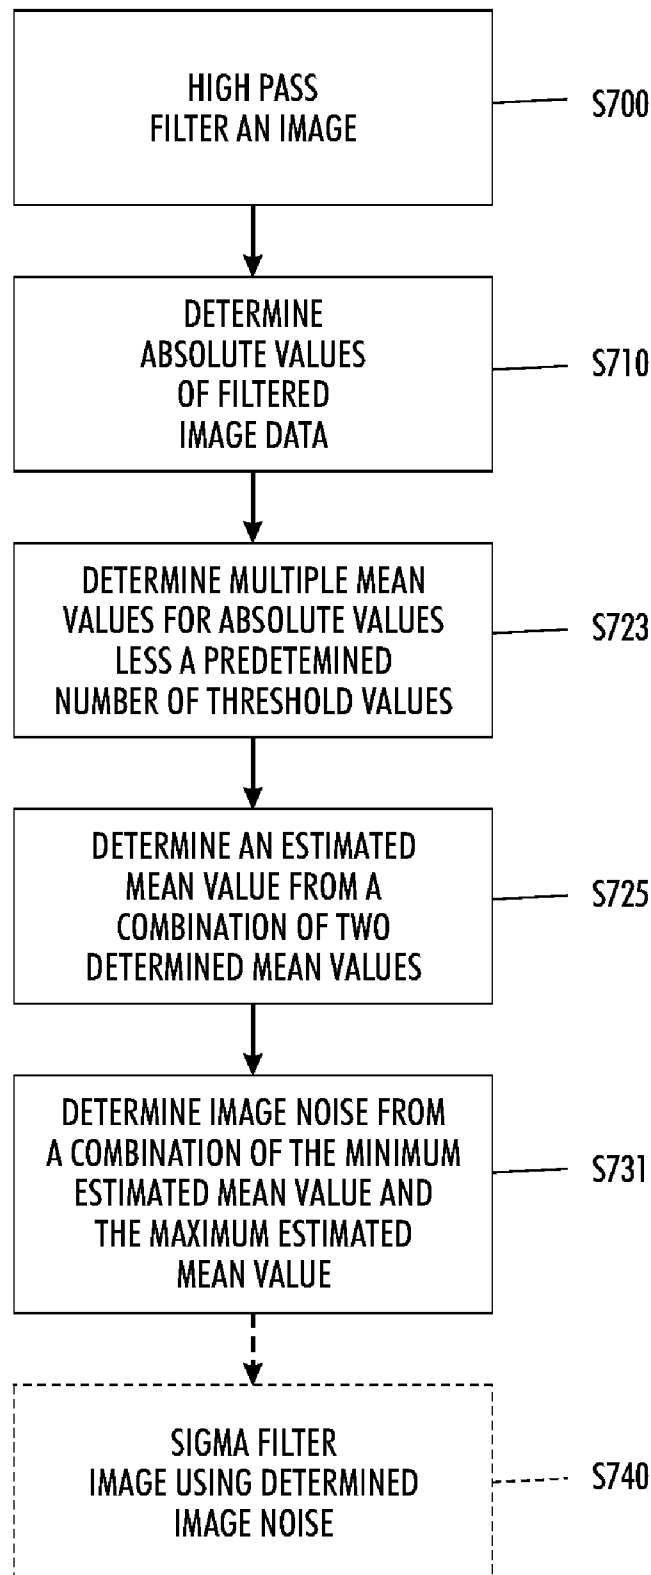 HIGH PASS
FILTER AN IMAGE
S700
DETERMINE
ABSOLUTE VALUES
OF FILTERED
IMAGE DATA
S710
DETERMINE MULTIPLE MEAN
VALUES FOR ABSOLUTE VALUES
LESS A PREDETEMINED
NUMBER OF THRESHOLD VALUES
S723
DETERMINE AN ESTIMATED
MEAN VALUE FROM A
COMBINATION OF TWO
DETERMINED MEAN VALUES
S725
DETERMINE IMAGE NOISE FROM
A COMBINATION OF THE MINIMUM
ESTIMATED MEAN VALUE AND
THE MAXIMUM ESTIMATED
MEAN VALUE
S731
SIGMA FILTER
IMAGE USING DETERMINED
IMAGE NOISE
S740